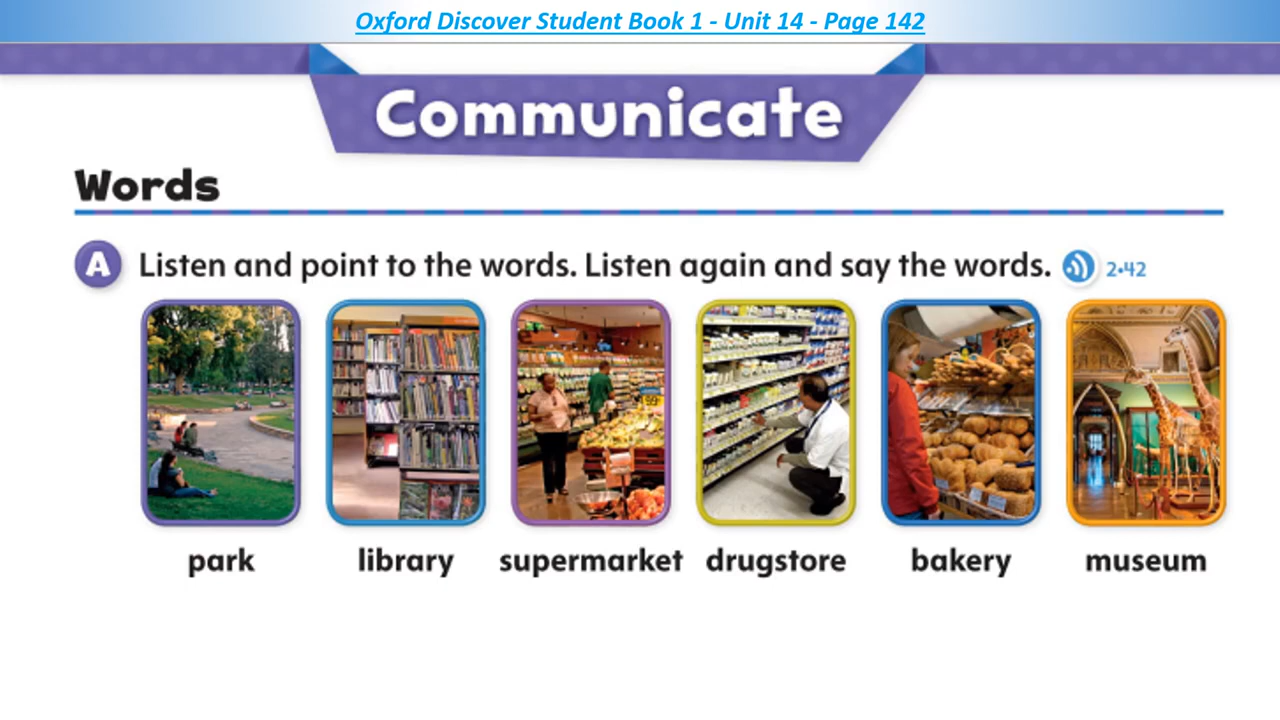 Oxford Discover Student Book 1 - Unit 14 - Page 142
Communicate
Words
A Listen and point to the words. Listen again and say the words. 2•42
park library supermarket drugstore bakery museum